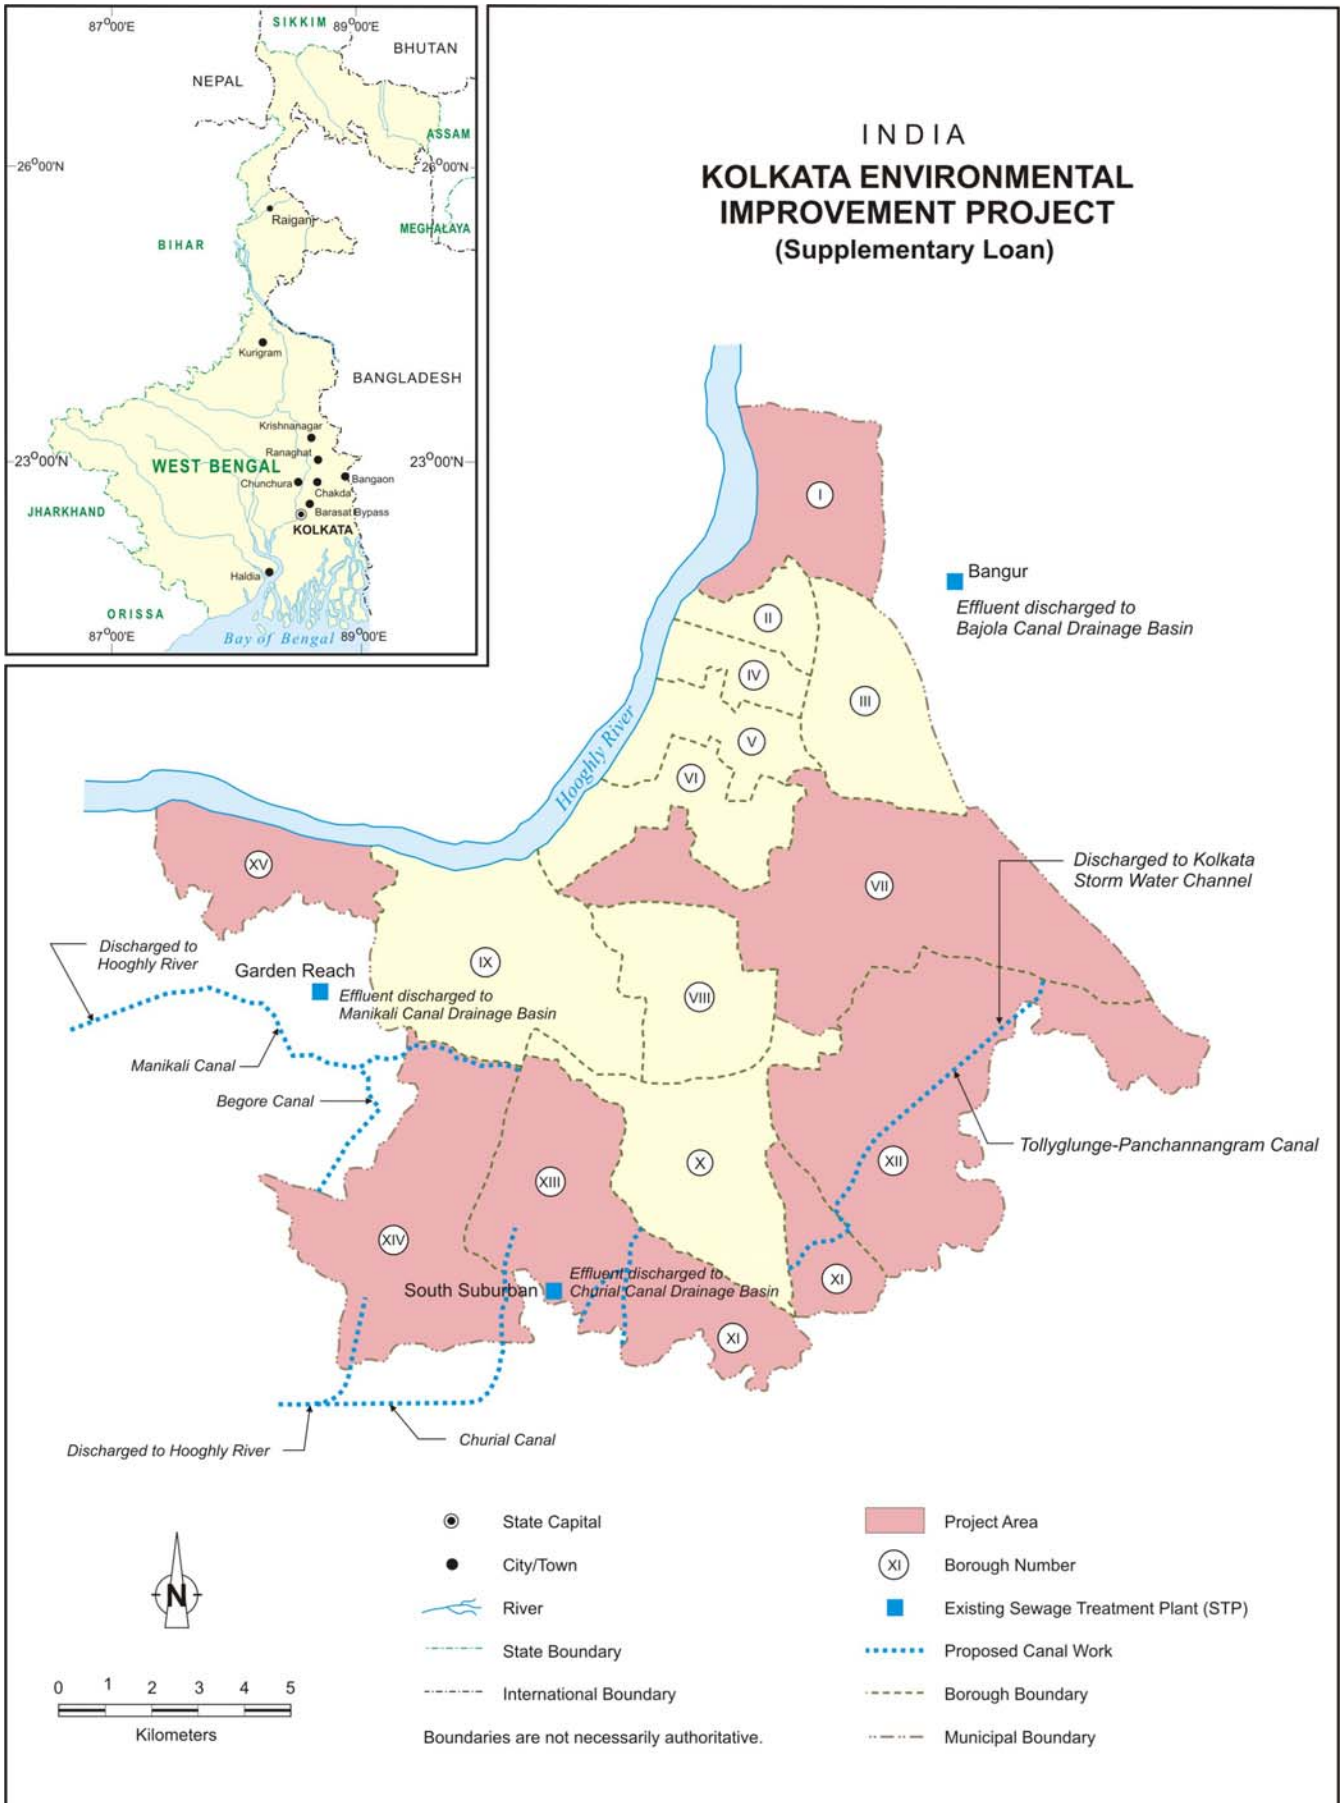 87°00'E
SIKKIM
89°00'E
BHUTAN
NEPAL
ASSAM
26°00'N
26°00'N
Raiganj
MEGHALAYA
BIHAR
Kurigram
BANGLADESH
Krishnanagar
Ranaghat
23°00'N
WEST BENGAL
23°00'N
Chunchura
Bangaon
Chakda
JHARKHAND
Barasat Bypass
KOLKATA
Haldia
ORISSA
87°00'E
Bay of Bengal
89°00'E
INDIA
KOLKATA ENVIRONMENTAL
IMPROVEMENT PROJECT
(Supplementary Loan)
I
Bangur
Effluent discharged to
Bajola Canal Drainage Basin
II
IV
III
V
Hooghly River
VI
XV
VII
Discharged to Kolkata
Storm Water Channel
Discharged to
Hooghly River
Garden Reach
IX
Effluent discharged to
Manikali Canal Drainage Basin
VIII
Manikali Canal
Begore Canal
Tollyglunge-Panchannangram Canal
X
XII
XIII
XIV
South Suburban
Effluent discharged to
Churial Canal Drainage Basin
XI
XI
Discharged to Hooghly River
Churial Canal
State Capital
City/Town
River
State Boundary
International Boundary
Boundaries are not necessarily authoritative.
Project Area
XI
Borough Number
Existing Sewage Treatment Plant (STP)
Proposed Canal Work
Borough Boundary
Municipal Boundary
N
0 1 2 3 4 5
Kilometers